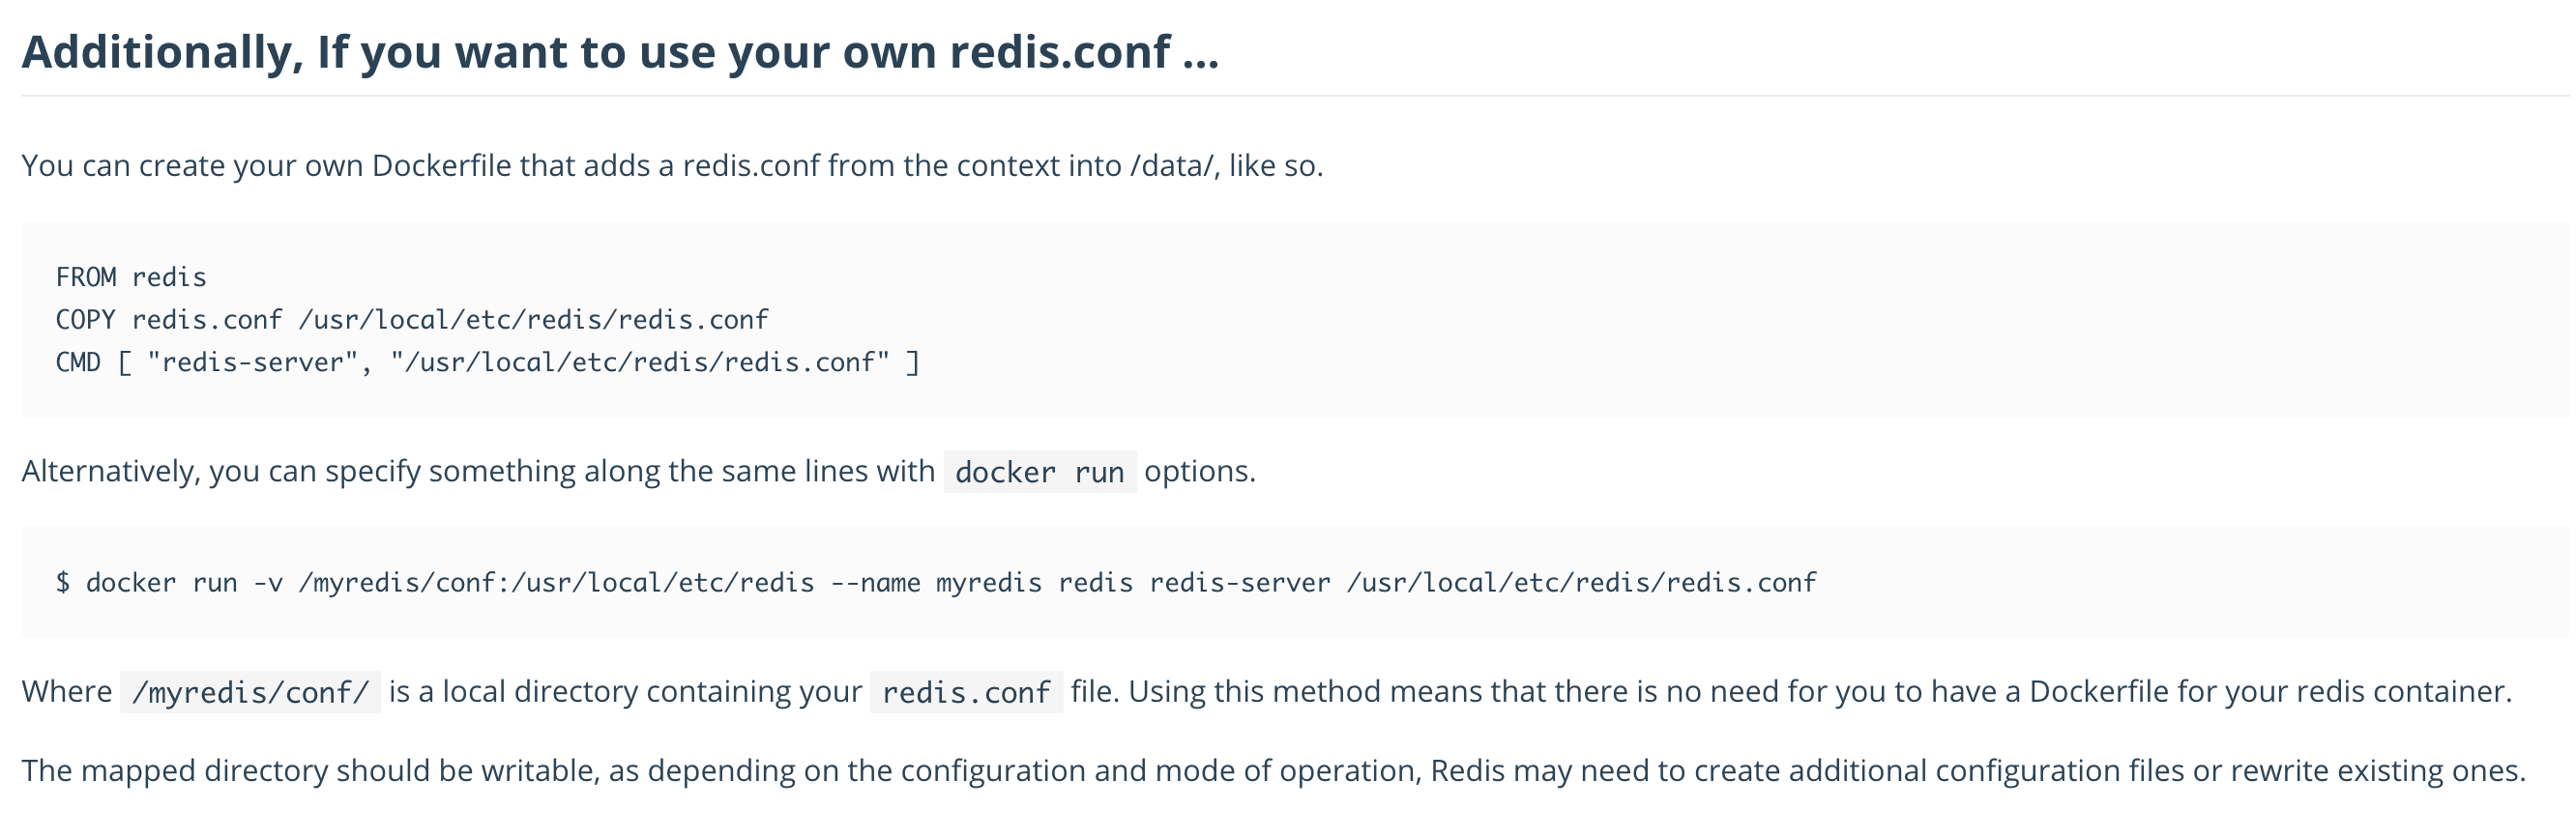 Additionally, If you want to use your own redis.conf ...
You can create your own Dockerfile that adds a redis.conf from the context into /data/, like so.
FROM redis
COPY redis.conf /usr/local/etc/redis/redis.conf
CMD [ "redis-server", "/usr/local/etc/redis/redis.conf" ]
Alternatively, you can specify something along the same lines with docker run options.
$ docker run -v /myredis/conf:/usr/local/etc/redis --name myredis redis redis-server /usr/local/etc/redis/redis.conf
Where /myredis/conf/ is a local directory containing your redis.conf file. Using this method means that there is no need for you to have a Dockerfile for your redis container.
The mapped directory should be writable, as depending on the configuration and mode of operation, Redis may need to create additional configuration files or rewrite existing ones.